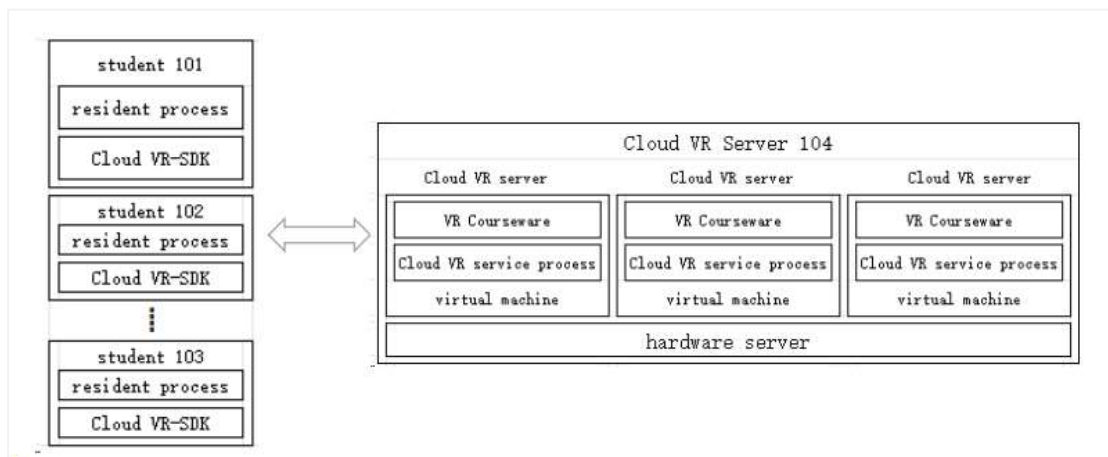 student 101
resident process
Cloud VR-SDK
student 102
resident process
Cloud VR-SDK
student 103
resident process
Cloud VR-SDK
Cloud VR Server 104
Cloud VR server Cloud VR server Cloud VR server
VR Courseware VR Courseware VR Courseware
Cloud VR service process Cloud VR service process Cloud VR service process
virtual machine virtual machine virtual machine
hardware server